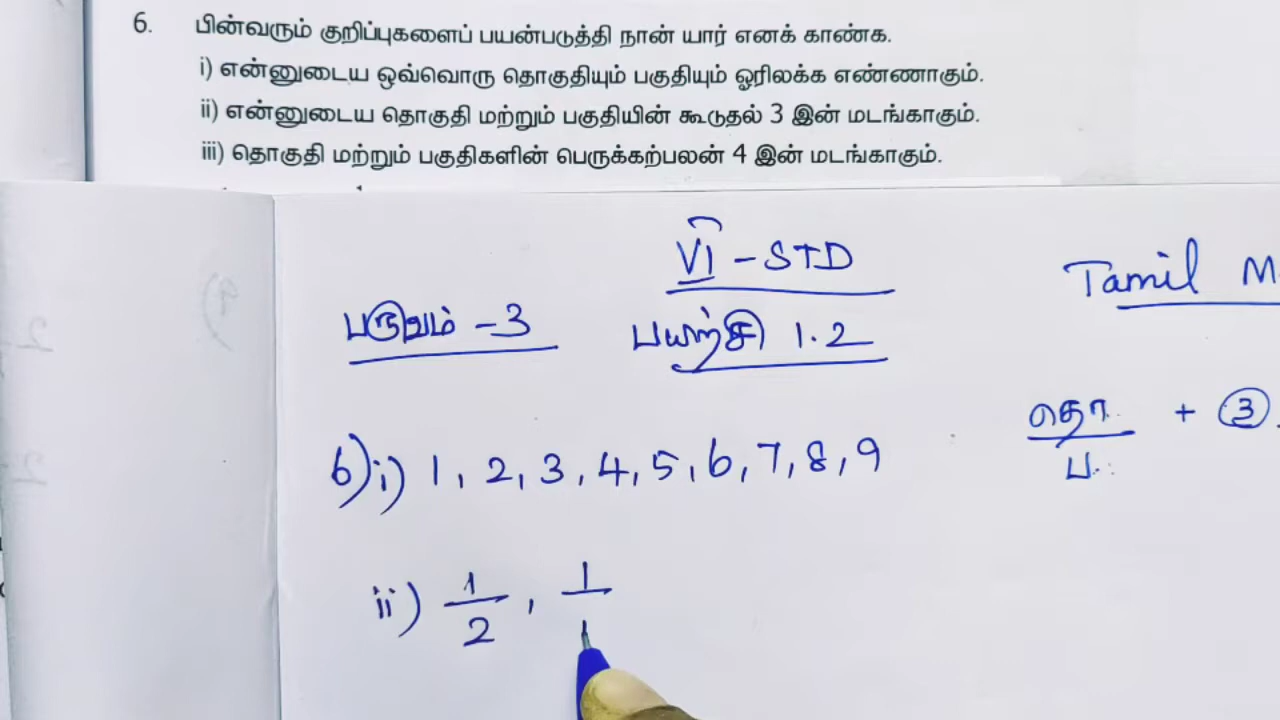 6. பின்வரும் குறிப்புகளைப் பயன்படுத்தி நான் யார் எனக் காண்க.
i) என்னுடைய ஒவ்வொரு தொகுதியும் பகுதியும் ஓரிலக்க எண்ணாகும்.
ii) என்னுடைய தொகுதி மற்றும் பகுதியின் கூடுதல் 3 இன் மடங்காகும்.
iii) தொகுதி மற்றும் பகுதிகளின் பெருக்கற்பலன் 4 இன் மடங்காகும்.
VI - STD
Tamil M
பருவம் - 3
பயிற்சி 1.2
தொ + 3
ப.
6) i) 1, 2, 3, 4, 5, 6, 7, 8, 9
ii) 1/2, 1